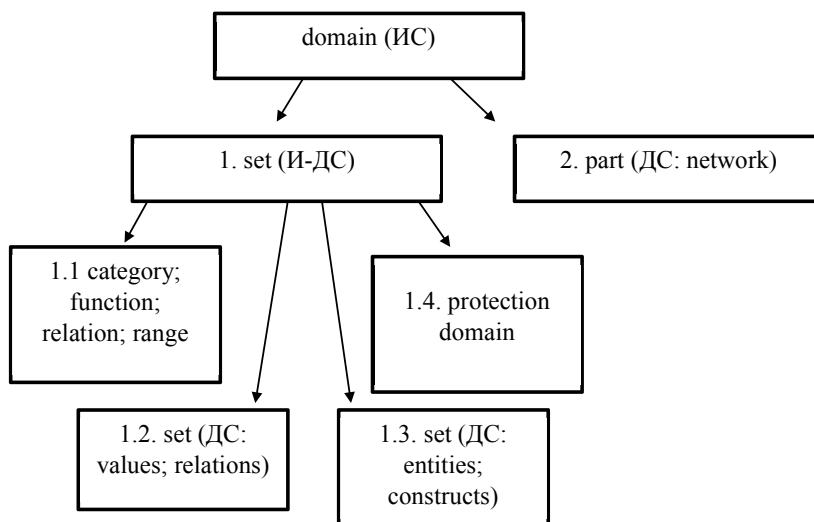 domain (ИС)
1. set (И-ДС)
2. part (ДС: network)
1.1 category;
function;
relation; range
1.4. protection
domain
1.2. set (ДС:
values; relations)
1.3. set (ДС:
entities;
constructs)